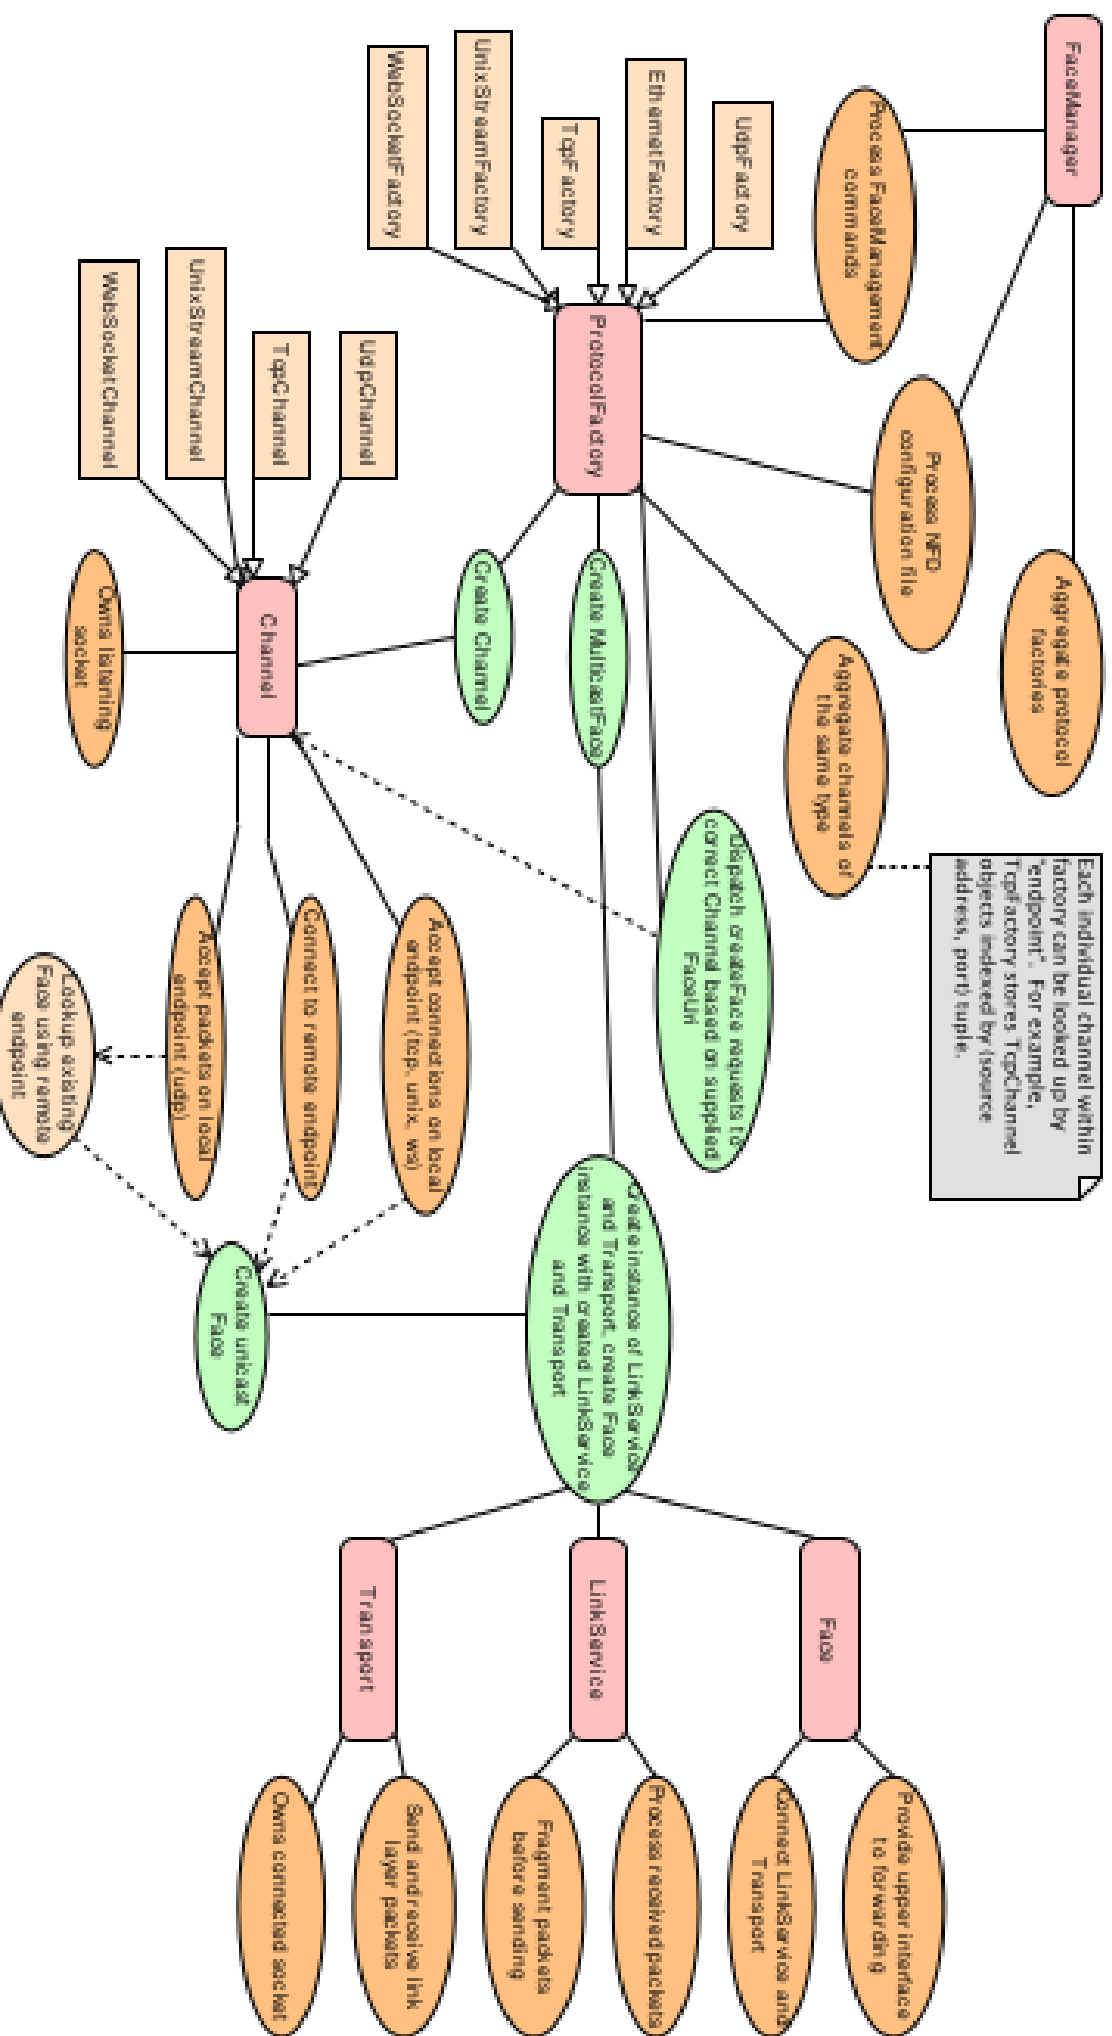 FaceManager
Process FaceManagement
commands
Process NFD
configuration file
Aggregate protocol
factories
UdpFactory
EthernetFactory
TcpFactory
UnixStreamFactory
WebSocketFactory
ProtocolFactory
Aggregate channels of
the same type
Each individual channel within
factory can be looked up by
"endpoint". For example,
TcpFactory stores TcpChannel
objects indexed by (source
address, port) tuple.
Create MulticastFace
Create Channel
Dispatch createFace requests to
correct Channel based on supplied
FaceUri
UdpChannel
TcpChannel
UnixStreamChannel
WebSocketChannel
Channel
Owns listening
socket
Accept connections on local
endpoint (tcp, unix, ws)
Connect to remote endpoint
Accept packets on local
endpoint (udp)
Lookup existing
Face using remote
endpoint
Create unicast
Face
Create instance of LinkService
and Transport, create Face
instance with created LinkService
and Transport
Face
LinkService
Transport
Provide upper interface
to forwarding
Connect LinkService and
Transport
Process received packets
Fragment packets
before sending
Send and receive link
layer packets
Owns connected socket